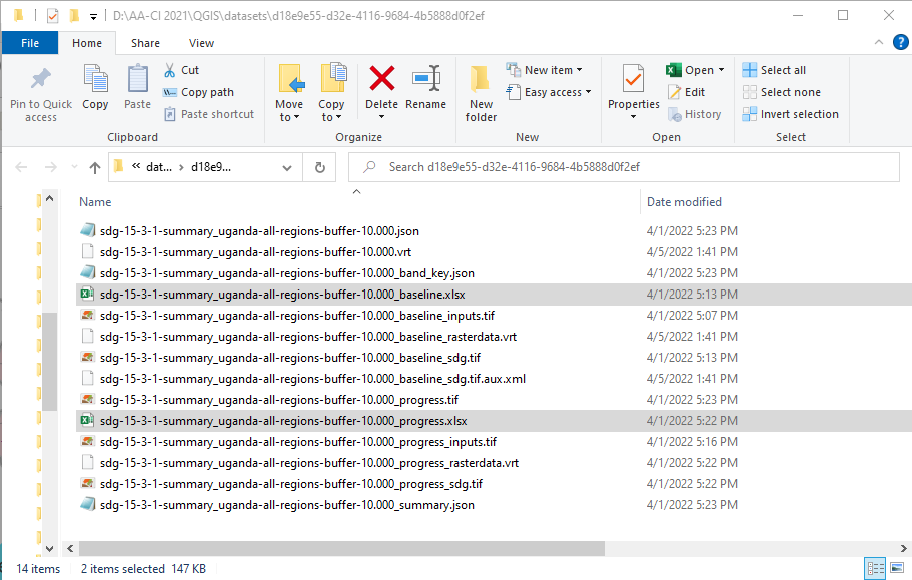 D:\AA-CI 2021\QGIS\datasets\d18e9e55-d32e-4116-9684-4b5888d0f2ef
File Home Share View
Pin to Quick access
Copy
Paste
Cut
Copy path
Paste shortcut
Clipboard
Move to
Copy to
Delete
Rename
Organize
New folder
New item
Easy access
New
Properties
Open
Edit
History
Open
Select all
Select none
Invert selection
Select
« dat... > d18e9...
Search d18e9e55-d32e-4116-9684-4b5888d0f2ef
Name Date modified
sdg-15-3-1-summary_uganda-all-regions-buffer-10.000.json 4/1/2022 5:23 PM
sdg-15-3-1-summary_uganda-all-regions-buffer-10.000.vrt 4/5/2022 1:41 PM
sdg-15-3-1-summary_uganda-all-regions-buffer-10.000_band_key.json 4/1/2022 5:23 PM
sdg-15-3-1-summary_uganda-all-regions-buffer-10.000_baseline.xlsx 4/1/2022 5:13 PM
sdg-15-3-1-summary_uganda-all-regions-buffer-10.000_baseline_inputs.tif 4/1/2022 5:07 PM
sdg-15-3-1-summary_uganda-all-regions-buffer-10.000_baseline_rasterdata.vrt 4/5/2022 1:41 PM
sdg-15-3-1-summary_uganda-all-regions-buffer-10.000_baseline_sdg.tif 4/1/2022 5:13 PM
sdg-15-3-1-summary_uganda-all-regions-buffer-10.000_baseline_sdg.tif.aux.xml 4/5/2022 1:41 PM
sdg-15-3-1-summary_uganda-all-regions-buffer-10.000_progress.tif 4/1/2022 5:23 PM
sdg-15-3-1-summary_uganda-all-regions-buffer-10.000_progress.xlsx 4/1/2022 5:22 PM
sdg-15-3-1-summary_uganda-all-regions-buffer-10.000_progress_inputs.tif 4/1/2022 5:16 PM
sdg-15-3-1-summary_uganda-all-regions-buffer-10.000_progress_rasterdata.vrt 4/1/2022 5:22 PM
sdg-15-3-1-summary_uganda-all-regions-buffer-10.000_progress_sdg.tif 4/1/2022 5:22 PM
sdg-15-3-1-summary_uganda-all-regions-buffer-10.000_summary.json 4/1/2022 5:23 PM
14 items 2 items selected 147 KB